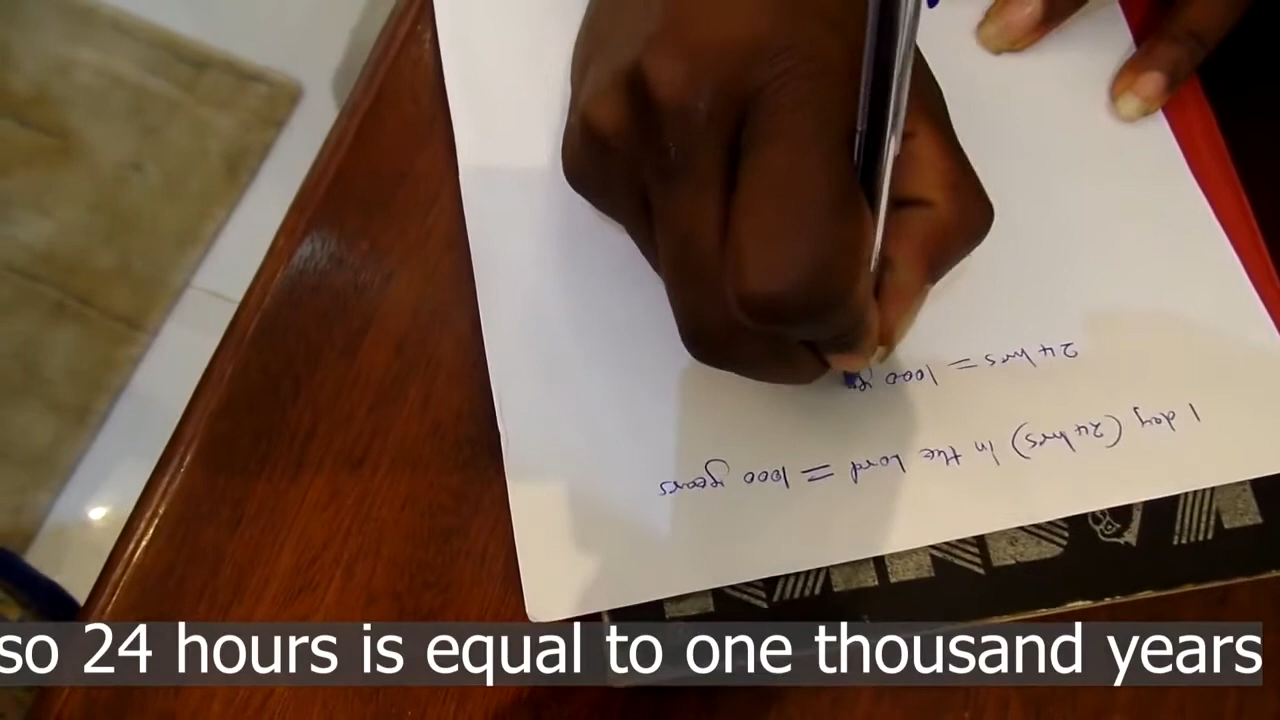 1 day (24 hrs) in the Lord = 1000 years
24 hrs = 1000 ye
so 24 hours is equal to one thousand years